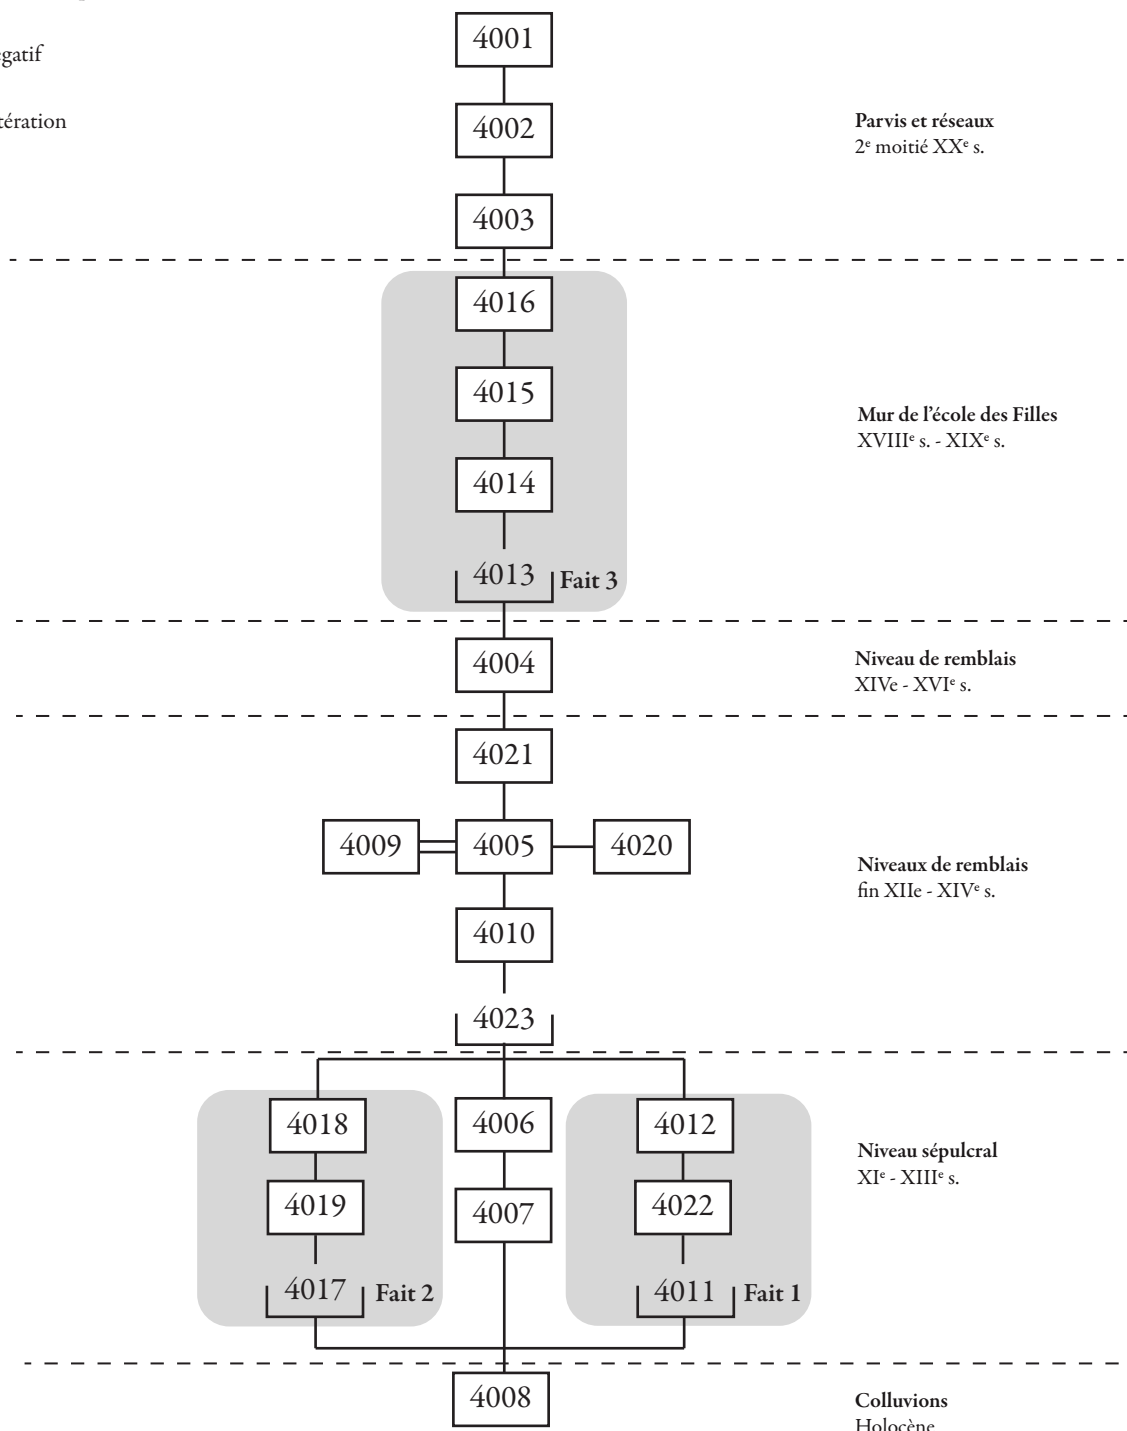 4001
égatif
4002
tération
Parvis et réseaux
2e moitié XXe s.
4003
4016
4015
Mur de l'école des Filles
XVIIIe s. - XIXe s.
4014
4013 Fait 3
4004
Niveau de remblais
XIVe - XVIe s.
4021
4009 4005 4020
Niveaux de remblais
fin XIIe - XIVe s.
4010
4023
4018 4006 4012
Niveau sépulcral
XIe - XIIIe s.
4019 4007 4022
4017 Fait 2 4011 Fait 1
4008
Colluvions
Holocène